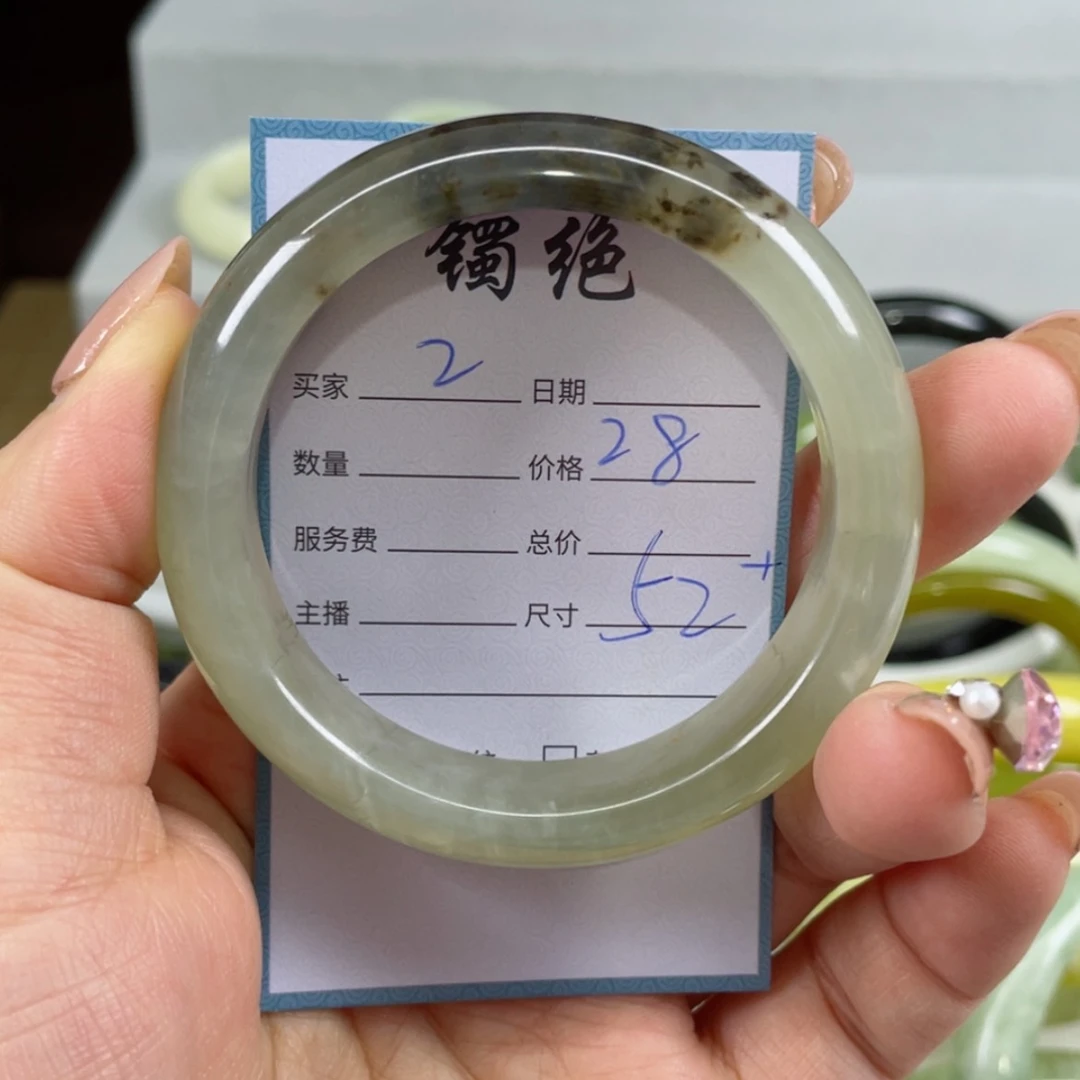 镯绝
买家 2 日期
数量 价格 28
服务费 总价
主播 尺寸 52+